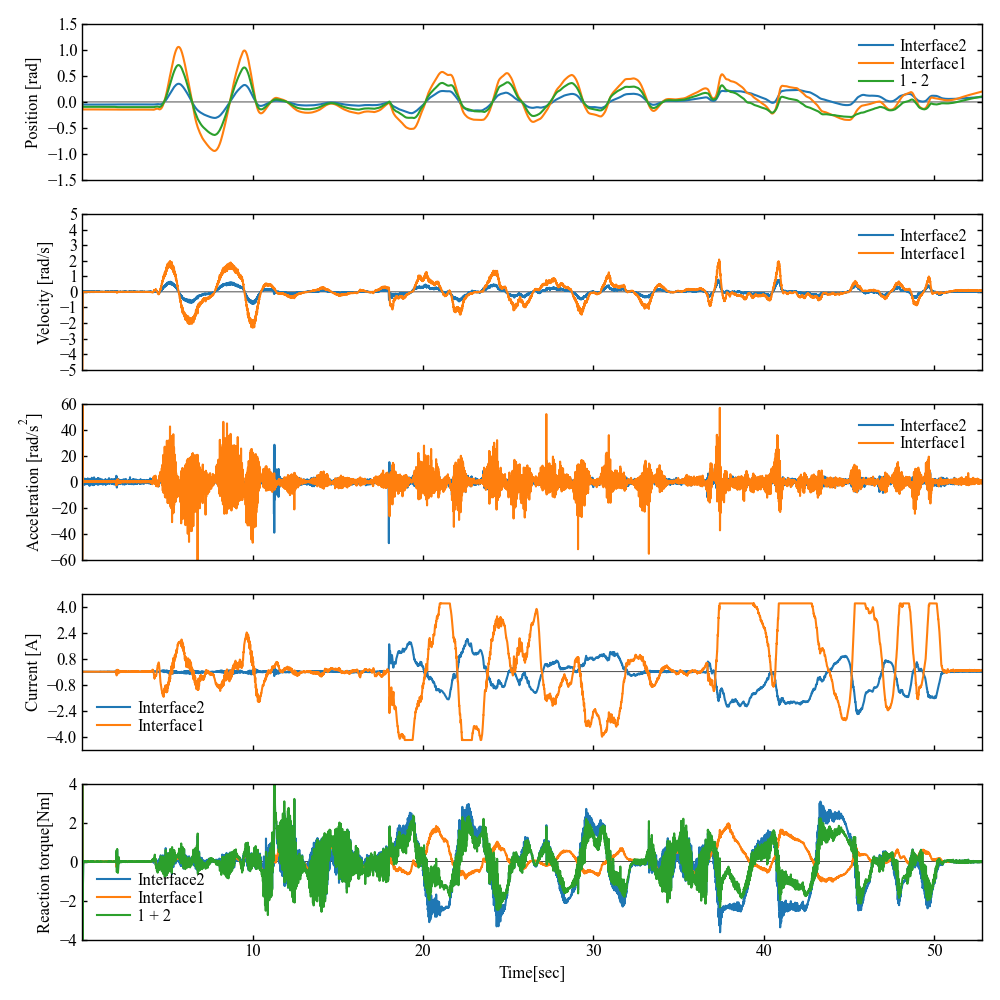 1.5
1.0
0.5
0.0
−0.5
−1.0
−1.5
Position [rad]
Interface2
Interface1
1 - 2
5
4
3
2
1
0
−1
−2
−3
−4
−5
Velocity [rad/s]
Interface2
Interface1
60
40
20
0
−20
−40
−60
Acceleration [rad/s²]
Interface2
Interface1
4.0
2.4
0.8
−0.8
−2.4
−4.0
Current [A]
Interface2
Interface1
4
2
0
−2
−4
Reaction torque[Nm]
Interface2
Interface1
1 + 2
10 20 30 40 50
Time[sec]